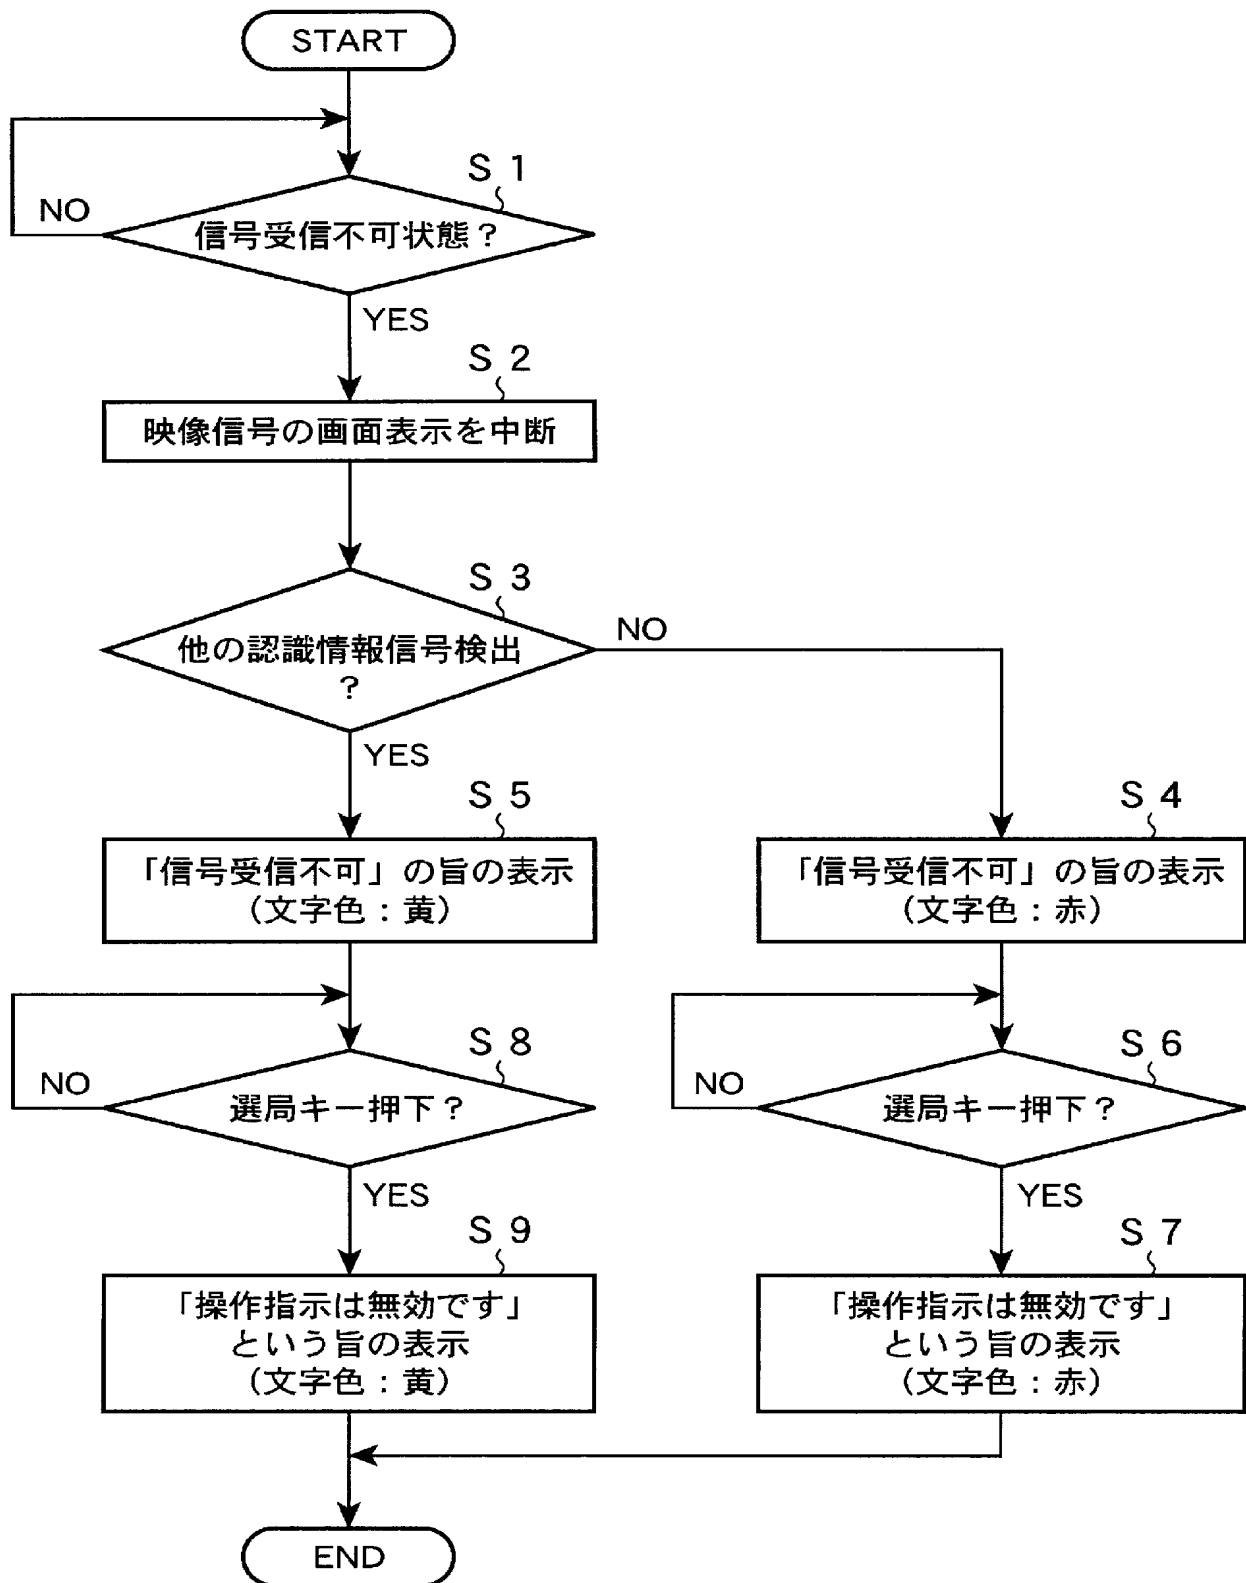 START
S 1
NO
信号受信不可状態？
YES
S 2
映像信号の画面表示を中断
S 3
他の認識情報信号検出
？
NO
YES
S 5
「信号受信不可」の旨の表示
（文字色：黄）
S 4
「信号受信不可」の旨の表示
（文字色：赤）
S 8
NO
選局キー押下？
YES
S 6
NO
選局キー押下？
YES
S 9
「操作指示は無効です」
という旨の表示
（文字色：黄）
S 7
「操作指示は無効です」
という旨の表示
（文字色：赤）
END